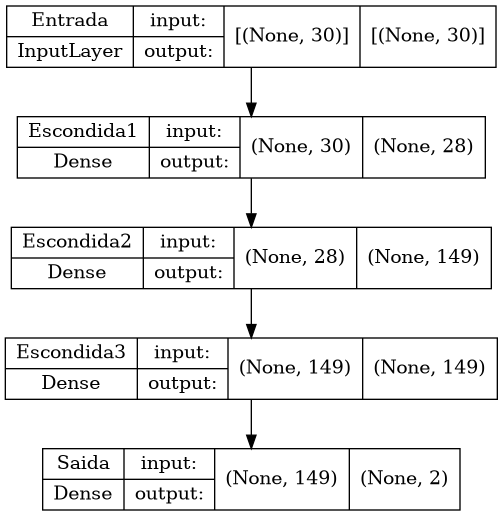 Entrada input: [(None, 30)] [(None, 30)]
InputLayer output:
Escondida1 input: (None, 30) (None, 28)
Dense output:
Escondida2 input: (None, 28) (None, 149)
Dense output:
Escondida3 input: (None, 149) (None, 149)
Dense output:
Saida input: (None, 149) (None, 2)
Dense output: